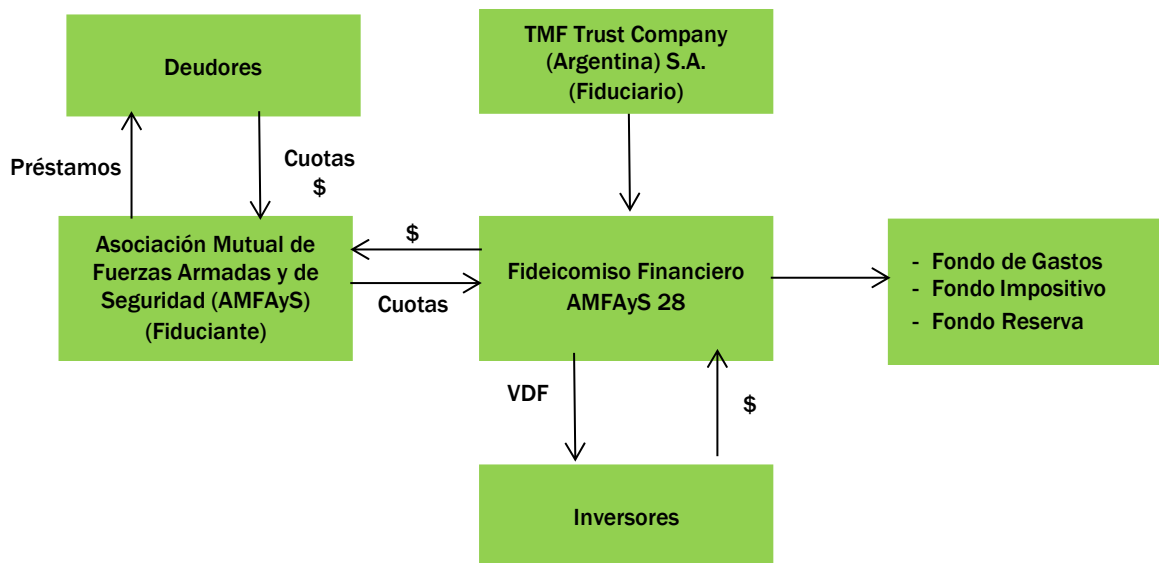 Deudores
TMF Trust Company
(Argentina) S.A.
(Fiduciario)
Préstamos
Cuotas
$
Asociación Mutual de
Fuerzas Armadas y de
Seguridad (AMFAyS)
(Fiduciante)
$
Cuotas
Fideicomiso Financiero
AMFAyS 28
- Fondo de Gastos
- Fondo Impositivo
- Fondo Reserva
VDF
$
Inversores